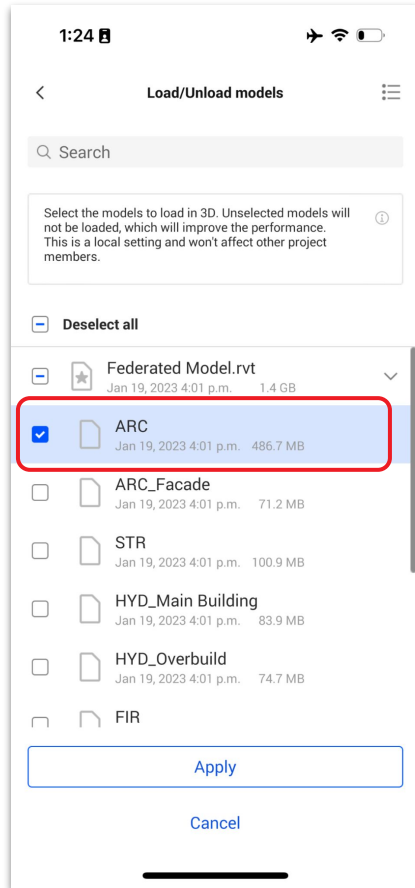 1:24
Load/Unload models
Search
Select the models to load in 3D. Unselected models will
not be loaded, which will improve the performance.
This is a local setting and won't affect other project
members.
Deselect all
Federated Model.rvt
Jan 19, 2023 4:01 p.m. 1.4 GB
ARC
Jan 19, 2023 4:01 p.m. 486.7 MB
ARC_Facade
Jan 19, 2023 4:01 p.m. 71.2 MB
STR
Jan 19, 2023 4:01 p.m. 100.9 MB
HYD_Main Building
Jan 19, 2023 4:01 p.m. 83.9 MB
HYD_Overbuild
Jan 19, 2023 4:01 p.m. 74.7 MB
FIR
Apply
Cancel